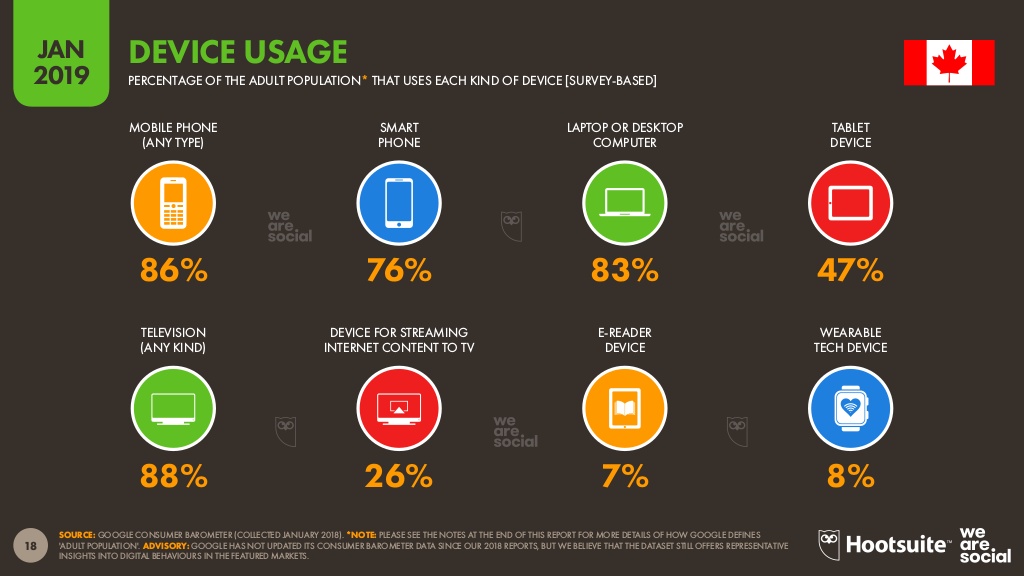 JAN
2019
DEVICE USAGE
PERCENTAGE OF THE ADULT POPULATION* THAT USES EACH KIND OF DEVICE [SURVEY-BASED]
MOBILE PHONE
(ANY TYPE)
SMART
PHONE
LAPTOP OR DESKTOP
COMPUTER
TABLET
DEVICE
we
are
social
we
are
social
86%
76%
83%
47%
TELEVISION
(ANY KIND)
DEVICE FOR STREAMING
INTERNET CONTENT TO TV
E-READER
DEVICE
WEARABLE
TECH DEVICE
we
are
social
88%
26%
7%
8%
18
SOURCE: GOOGLE CONSUMER BAROMETER (COLLECTED JANUARY 2018). *NOTE: PLEASE SEE THE NOTES AT THE END OF THIS REPORT FOR MORE DETAILS OF HOW GOOGLE DEFINES
'ADULT POPULATION'. ADVISORY: GOOGLE HAS NOT UPDATED ITS CONSUMER BAROMETER DATA SINCE OUR 2018 REPORTS, BUT WE BELIEVE THAT THE DATASET STILL OFFERS REPRESENTATIVE
INSIGHTS INTO DIGITAL BEHAVIOURS IN THE FEATURED MARKETS.
Hootsuite™
we
are
social